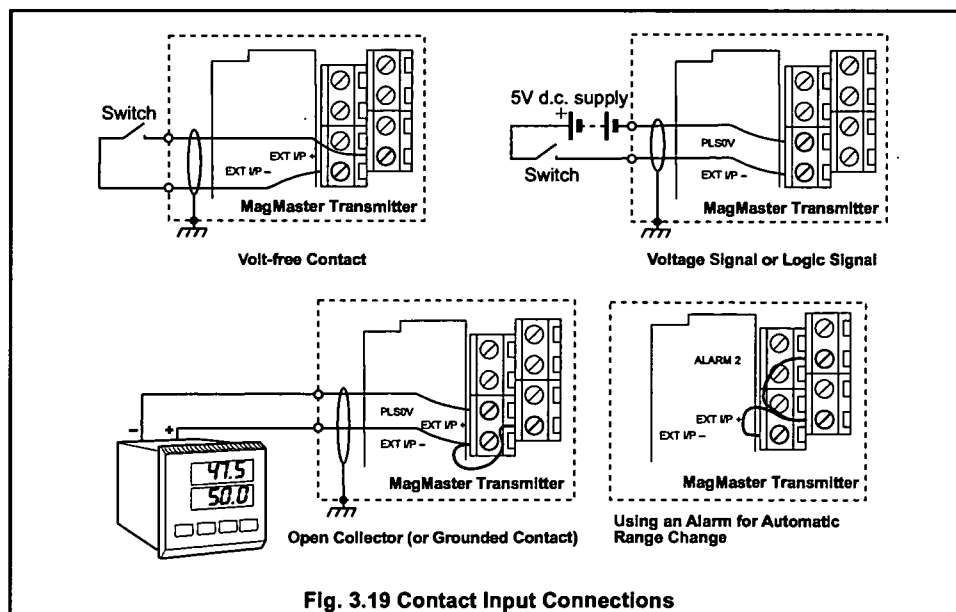 Switch
EXT I/P +
EXT I/P –
MagMaster Transmitter
Volt-free Contact
5V d.c. supply
+
PLS0V
Switch
EXT I/P –
MagMaster Transmitter
Voltage Signal or Logic Signal
– +
47.5
50.0
PLS0V
EXT I/P +
EXT I/P –
MagMaster Transmitter
Open Collector (or Grounded Contact)
ALARM 2
EXT I/P +
EXT I/P –
MagMaster Transmitter
Using an Alarm for Automatic
Range Change
Fig. 3.19 Contact Input Connections